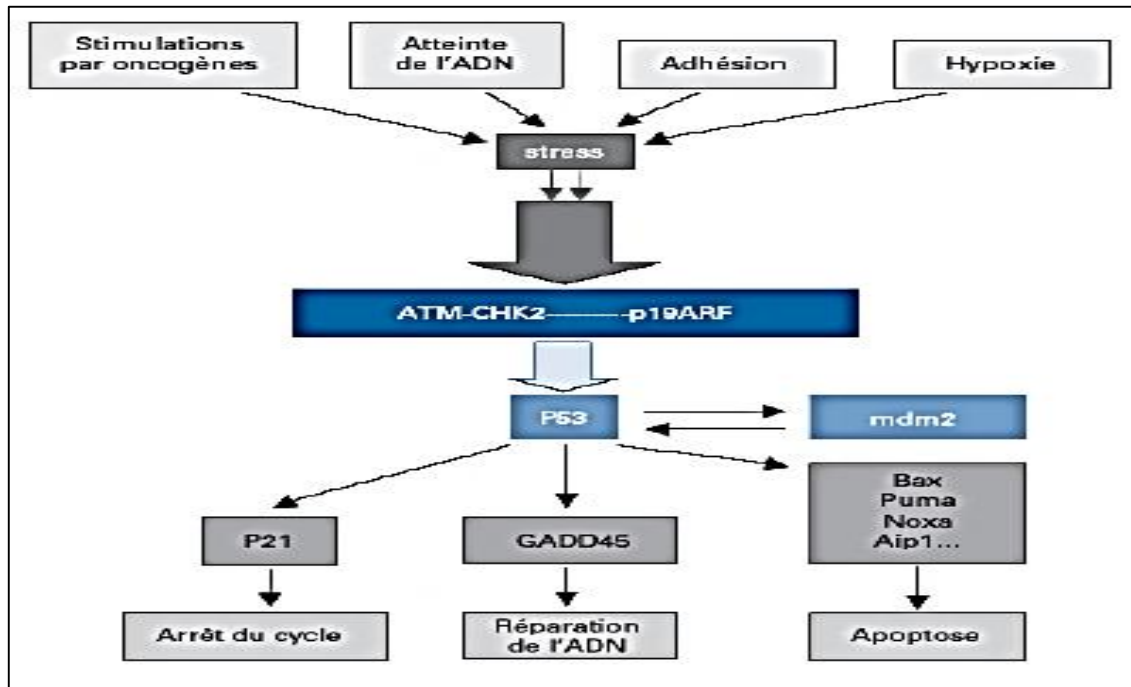 Stimulations
par oncogènes
Atteinte
de l'ADN
Adhésion
Hypoxie
stress
ATM-CHK2---------p19ARF
P53
mdm2
P21
GADD45
Bax
Puma
Noxa
Aip1...
Arrêt du cycle
Réparation
de l'ADN
Apoptose